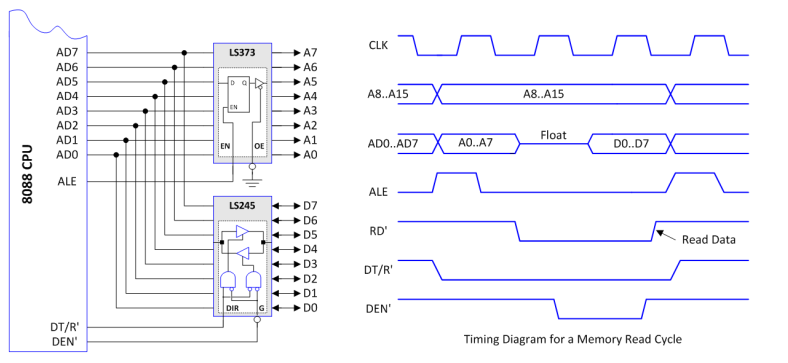 LS373
AD7
A7
AD6
A6
AD5
A5
AD4
D Q
A4
AD3
A3
EN
AD2
A2
AD1
EN OE
A1
AD0
A0
8088 CPU
ALE
LS245
D7
D6
D5
D4
D3
D2
D1
DIR G
D0
DT/R'
DEN'
CLK
A8..A15 A8..A15
AD0..AD7 A0..A7 Float D0..D7
ALE
RD'
Read Data
DT/R'
DEN'
Timing Diagram for a Memory Read Cycle